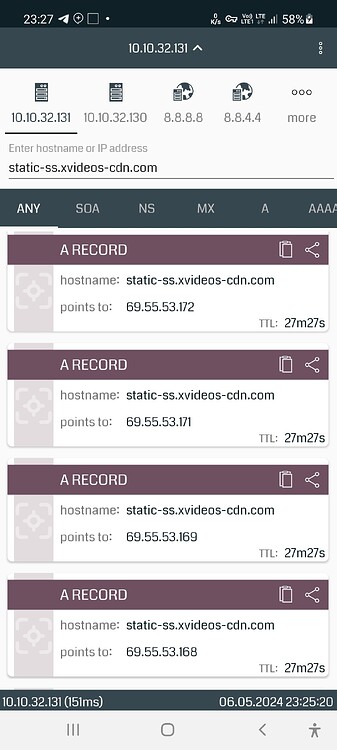 23:27 0 K/s Vo) LTE1 LTE 58%
10.10.32.131
10.10.32.131 10.10.32.130 8.8.8.8 8.8.4.4 more
Enter hostname or IP address
static-ss.xvideos-cdn.com
ANY SOA NS MX A AAAA
A RECORD
hostname: static-ss.xvideos-cdn.com
points to: 69.55.53.172
TTL: 27m27s
A RECORD
hostname: static-ss.xvideos-cdn.com
points to: 69.55.53.171
TTL: 27m27s
A RECORD
hostname: static-ss.xvideos-cdn.com
points to: 69.55.53.169
TTL: 27m27s
A RECORD
hostname: static-ss.xvideos-cdn.com
points to: 69.55.53.168
TTL: 27m27s
10.10.32.131 (151ms) 06.05.2024 23:25:20